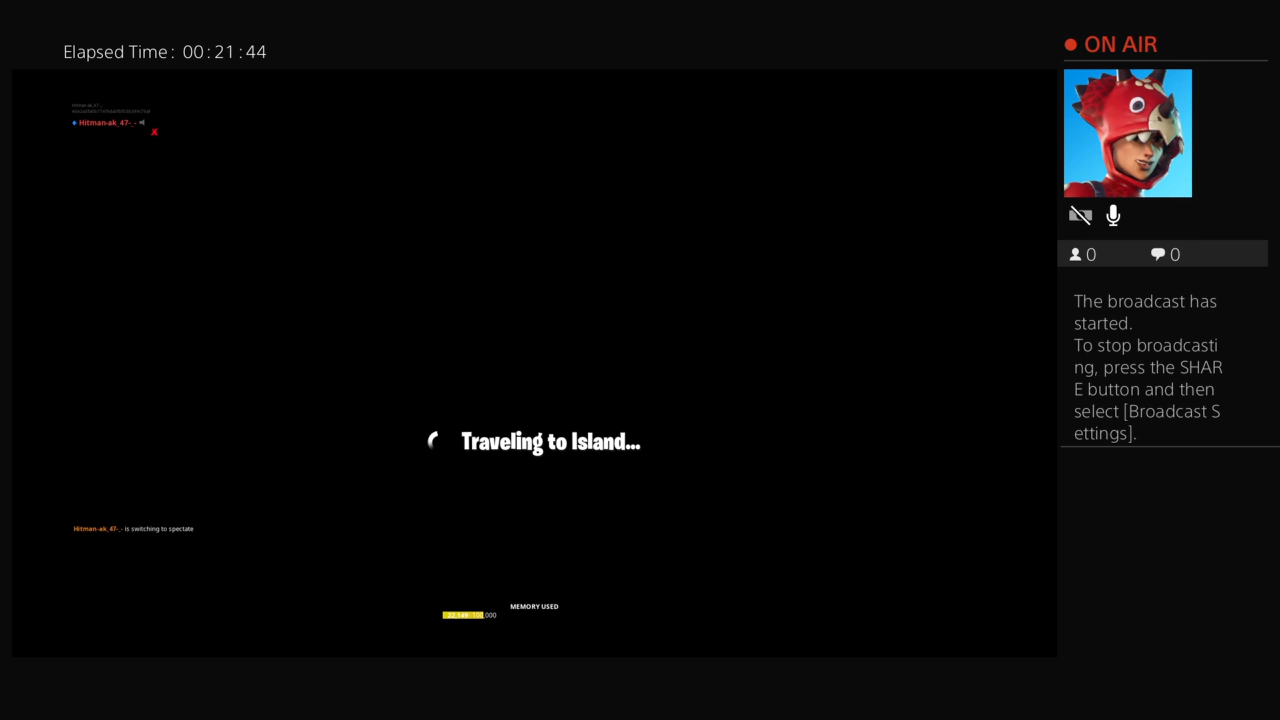 Elapsed Time: 00:21:44
ON AIR
Hitman-ak_47-_-
X
0
0
The broadcast has
started.
To stop broadcasti
ng, press the SHAR
E button and then
select [Broadcast S
ettings].
Traveling to Island...
Hitman-ak_47-_- is switching to spectate
MEMORY USED